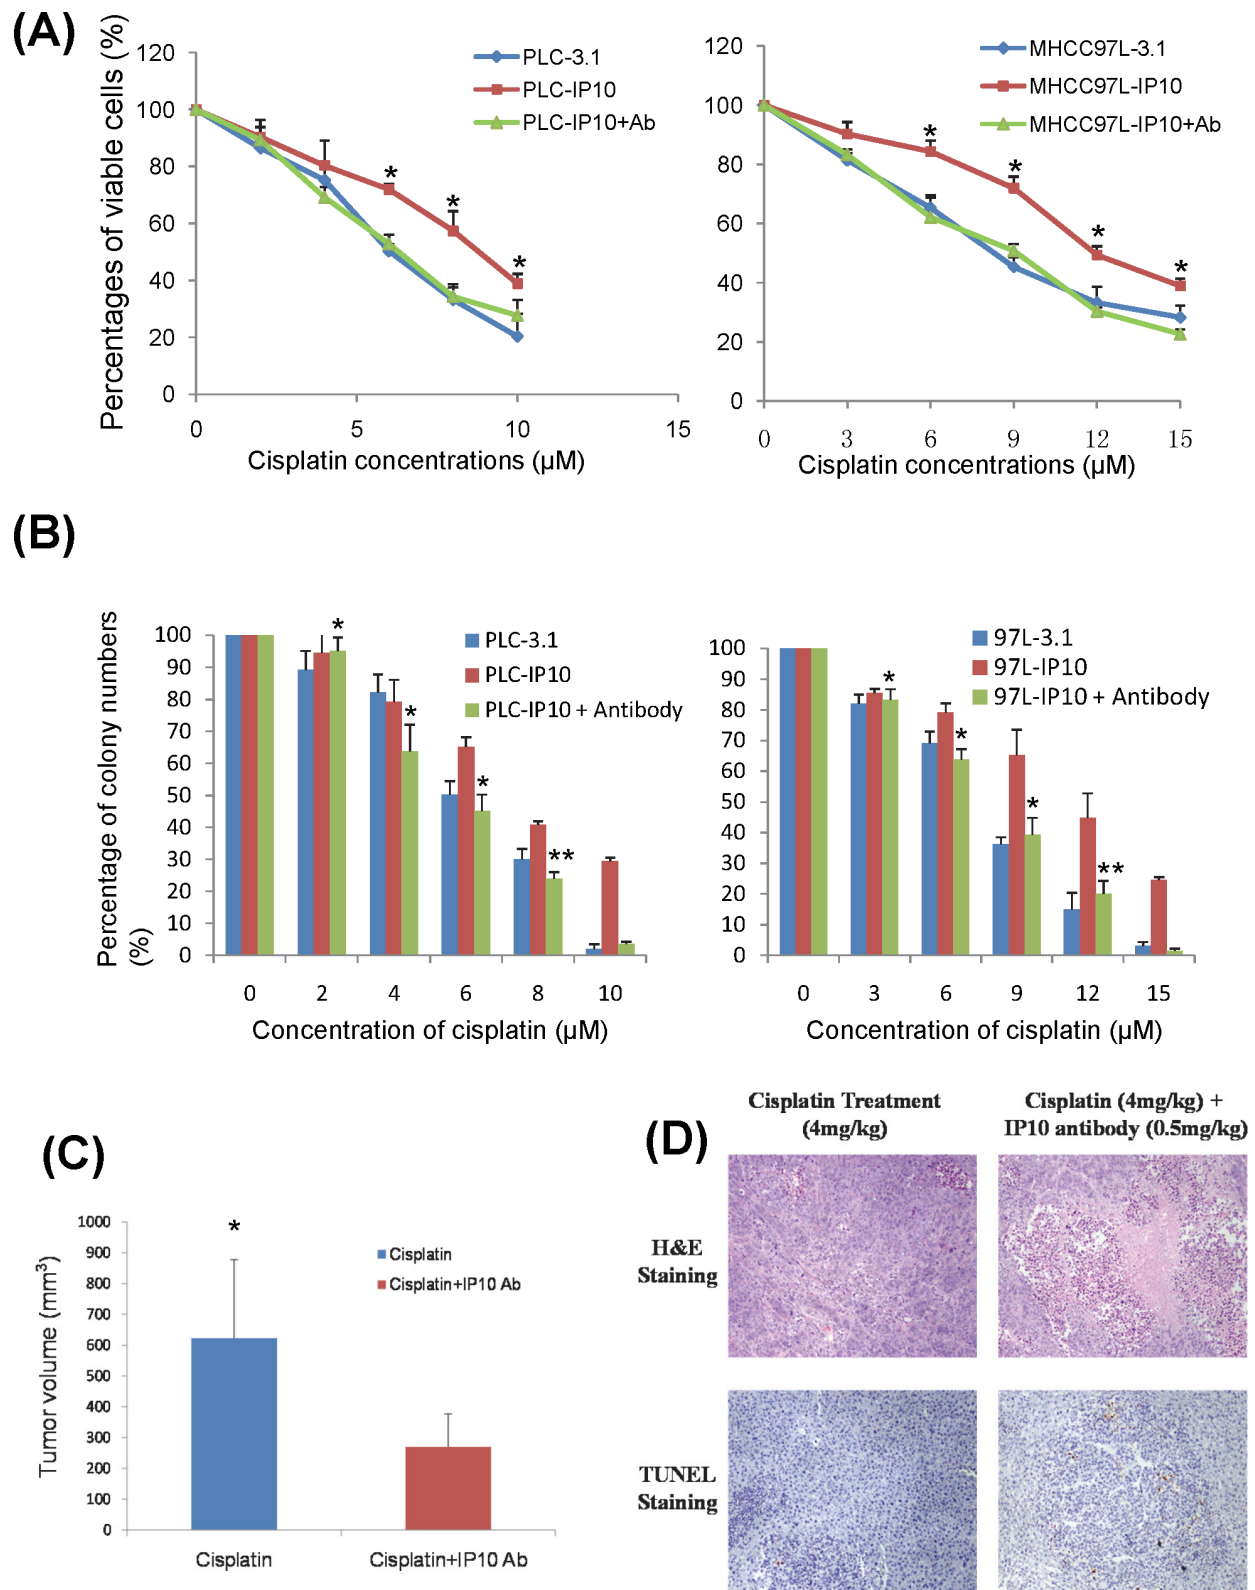 (A)
Percentages of viable cells (%)
120
100
80
60
40
20
0
0
5
10
15
Cisplatin concentrations (µM)
PLC-3.1
PLC-IP10
PLC-IP10+Ab
*
*
*
120
100
80
60
40
20
0
0
3
6
9
12
15
Cisplatin concentrations (µM)
MHCC97L-3.1
MHCC97L-IP10
MHCC97L-IP10+Ab
*
*
*
*
(B)
Percentage of colony numbers
(%)
100
90
80
70
60
50
40
30
20
10
0
0
2
4
6
8
10
Concentration of cisplatin (µM)
PLC-3.1
PLC-IP10
PLC-IP10 + Antibody
*
*
*
**
100
90
80
70
60
50
40
30
20
10
0
0
3
6
9
12
15
Concentration of cisplatin (µM)
97L-3.1
97L-IP10
97L-IP10 + Antibody
*
*
*
**
(C)
Tumor volume (mm³)
1000
900
800
700
600
500
400
300
200
100
0
*
Cisplatin
Cisplatin+IP10 Ab
Cisplatin
Cisplatin+IP10 Ab
(D)
Cisplatin Treatment
(4mg/kg)
Cisplatin (4mg/kg) +
IP10 antibody (0.5mg/kg)
H&E
Staining
TUNEL
Staining